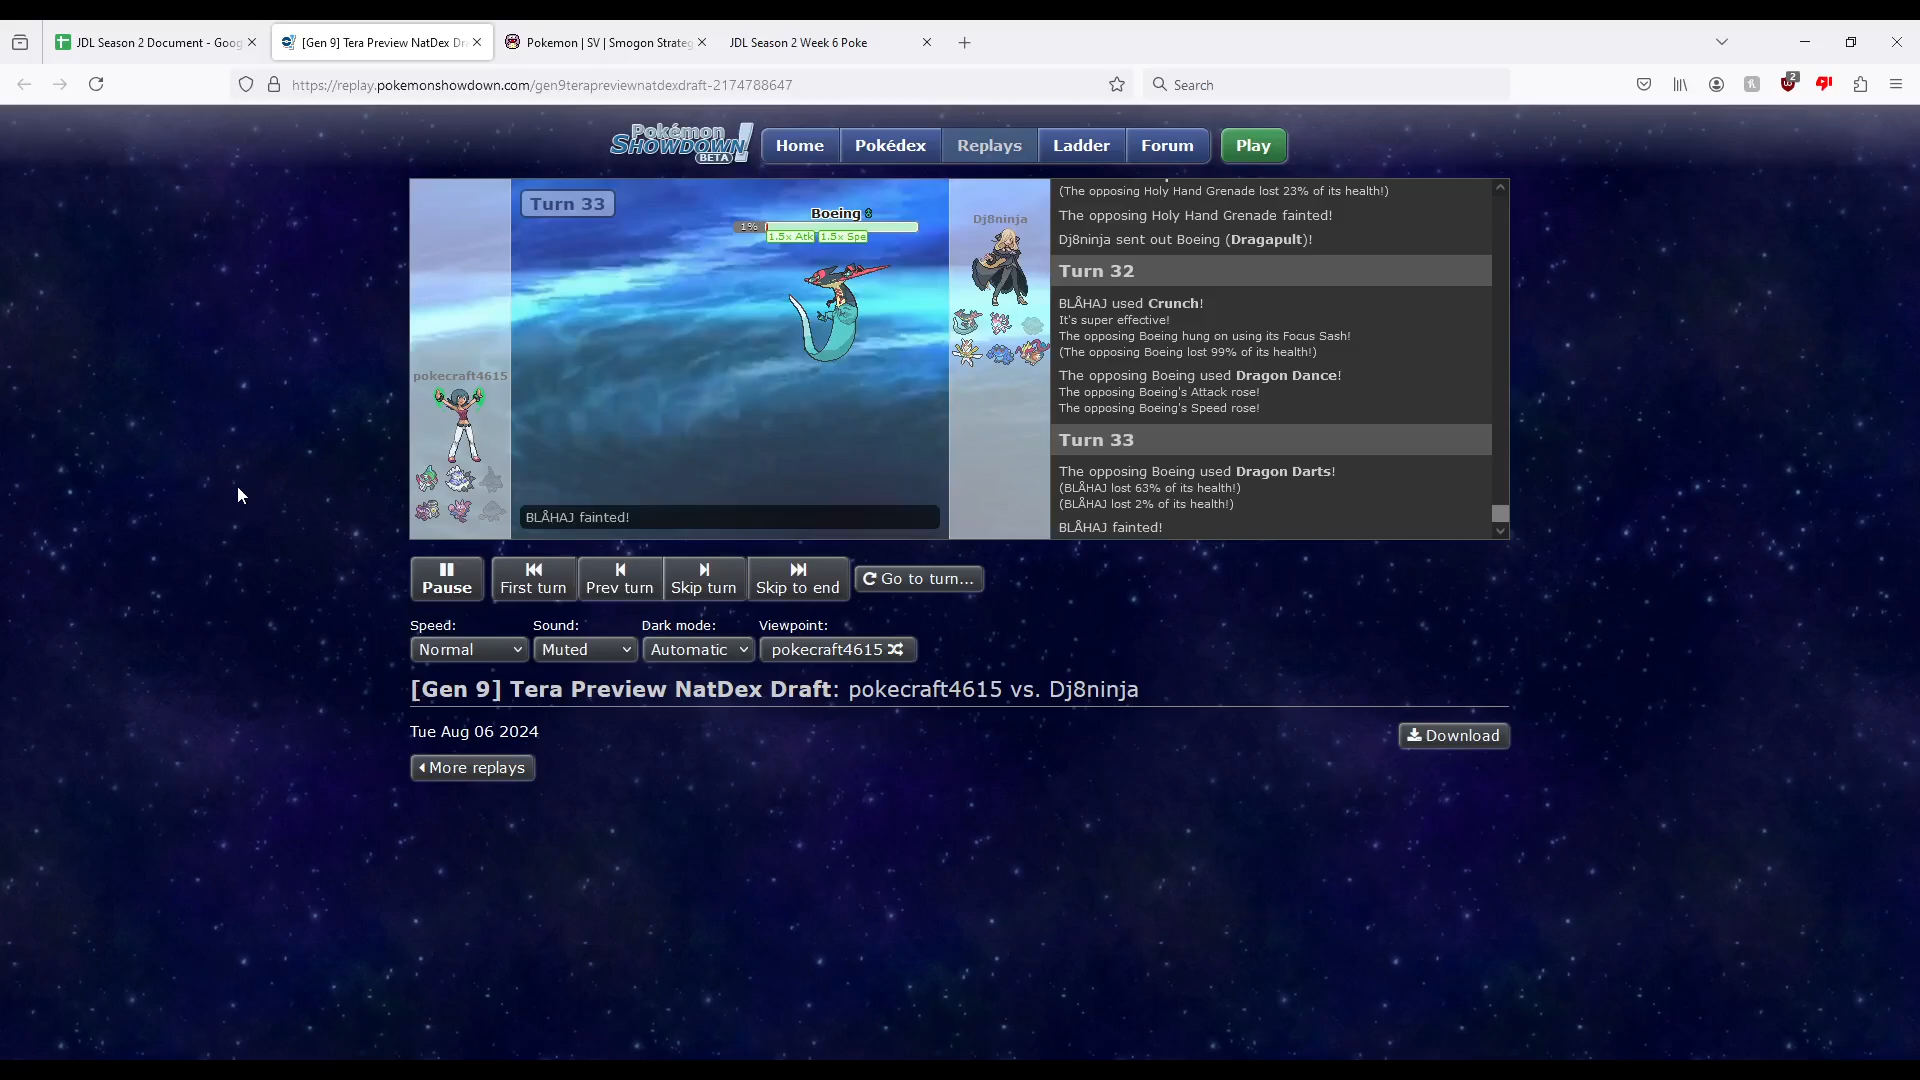 JDL Season 2 Document - Goog
[Gen 9] Tera Preview NatDex Dr
Pokemon | SV | Smogon Strateg
JDL Season 2 Week 6 Poke
https://replay.pokemonshowdown.com/gen9terapreviewnatdexdraft-2174788647
Search
2
Pokémon
SHOWDOWN!
BETA
Home
Pokédex
Replays
Ladder
Forum
Play
Turn 33
Boeing
1%
1.5x Atk
1.5x Spe
pokecraft4615
Dj8ninja
BLÅHAJ fainted!
(The opposing Holy Hand Grenade lost 23% of its health!)
The opposing Holy Hand Grenade fainted!
Dj8ninja sent out Boeing (Dragapult)!
Turn 32
BLÅHAJ used Crunch!
It's super effective!
The opposing Boeing hung on using its Focus Sash!
(The opposing Boeing lost 99% of its health!)
The opposing Boeing used Dragon Dance!
The opposing Boeing's Attack rose!
The opposing Boeing's Speed rose!
Turn 33
The opposing Boeing used Dragon Darts!
(BLÅHAJ lost 63% of its health!)
(BLÅHAJ lost 2% of its health!)
BLÅHAJ fainted!
Pause
First turn
Prev turn
Skip turn
Skip to end
Go to turn...
Speed:
Sound:
Dark mode:
Viewpoint:
Normal
Muted
Automatic
pokecraft4615
[Gen 9] Tera Preview NatDex Draft: pokecraft4615 vs. Dj8ninja
Tue Aug 06 2024
Download
More replays